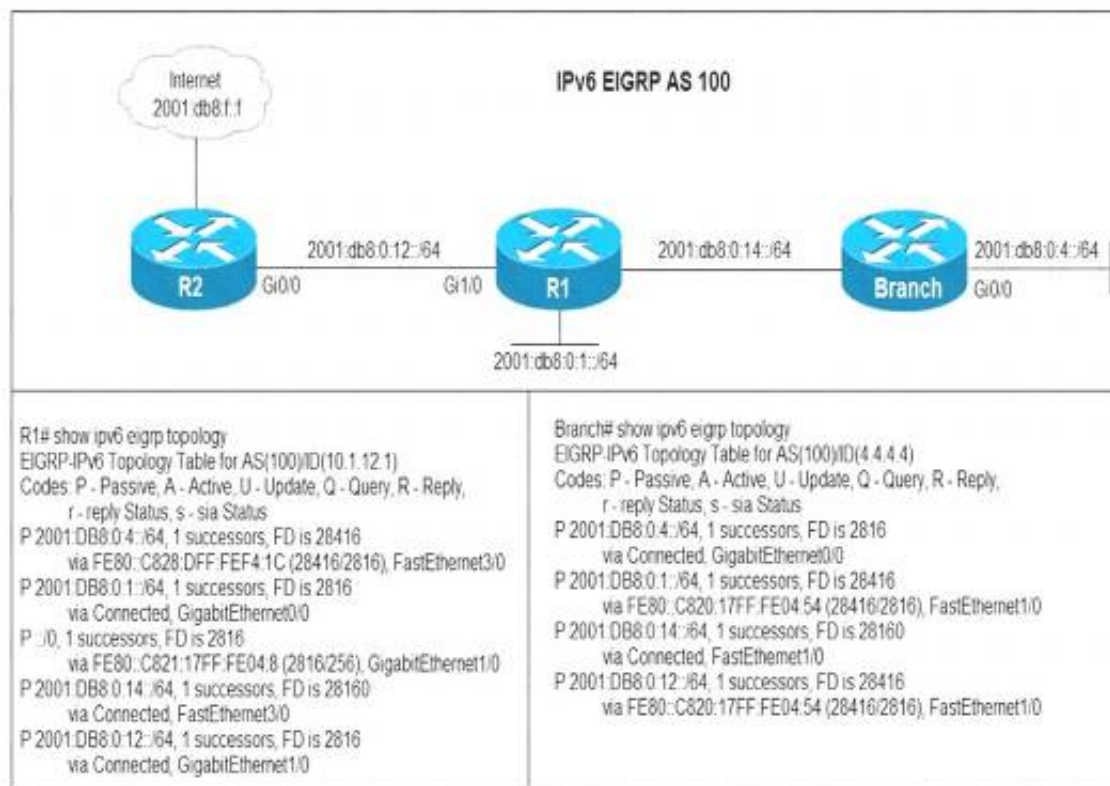 Internet
2001:db8:f:f
IPv6 EIGRP AS 100
2001:db8:0:12::/64
2001:db8:0:14::/64
2001:db8:0:4::/64
R2
Gi0/0
Gi1/0
R1
Branch
Gi0/0
2001:db8:0:1::/64
R1# show ipv6 eigrp topology
EIGRP-IPv6 Topology Table for AS(100)/ID(10.1.12.1)
Codes: P - Passive, A - Active, U - Update, Q - Query, R - Reply,
r - reply Status, s - sia Status
P 2001:DB8:0:4::/64, 1 successors, FD is 28416
via FE80::C828:DFF:FEF4:1C (28416/2816), FastEthernet3/0
P 2001:DB8:0:1::/64, 1 successors, FD is 2816
via Connected, GigabitEthernet0/0
P ::/0, 1 successors, FD is 2816
via FE80::C821:17FF:FE04:8 (2816/256), GigabitEthernet1/0
P 2001:DB8:0:14::/64, 1 successors, FD is 28160
via Connected, FastEthernet3/0
P 2001:DB8:0:12::/64, 1 successors, FD is 2816
via Connected, GigabitEthernet1/0
Branch# show ipv6 eigrp topology
EIGRP-IPv6 Topology Table for AS(100)/ID(4.4.4.4)
Codes: P - Passive, A - Active, U - Update, Q - Query, R - Reply,
r - reply Status, s - sia Status
P 2001:DB8:0:4::/64, 1 successors, FD is 2816
via Connected, GigabitEthernet0/0
P 2001:DB8:0:1::/64, 1 successors, FD is 28416
via FE80::C820:17FF:FE04:54 (28416/2816), FastEthernet1/0
P 2001:DB8:0:14::/64, 1 successors, FD is 28160
via Connected, FastEthernet1/0
P 2001:DB8:0:12::/64, 1 successors, FD is 28416
via FE80::C820:17FF:FE04:54 (28416/2816), FastEthernet1/0